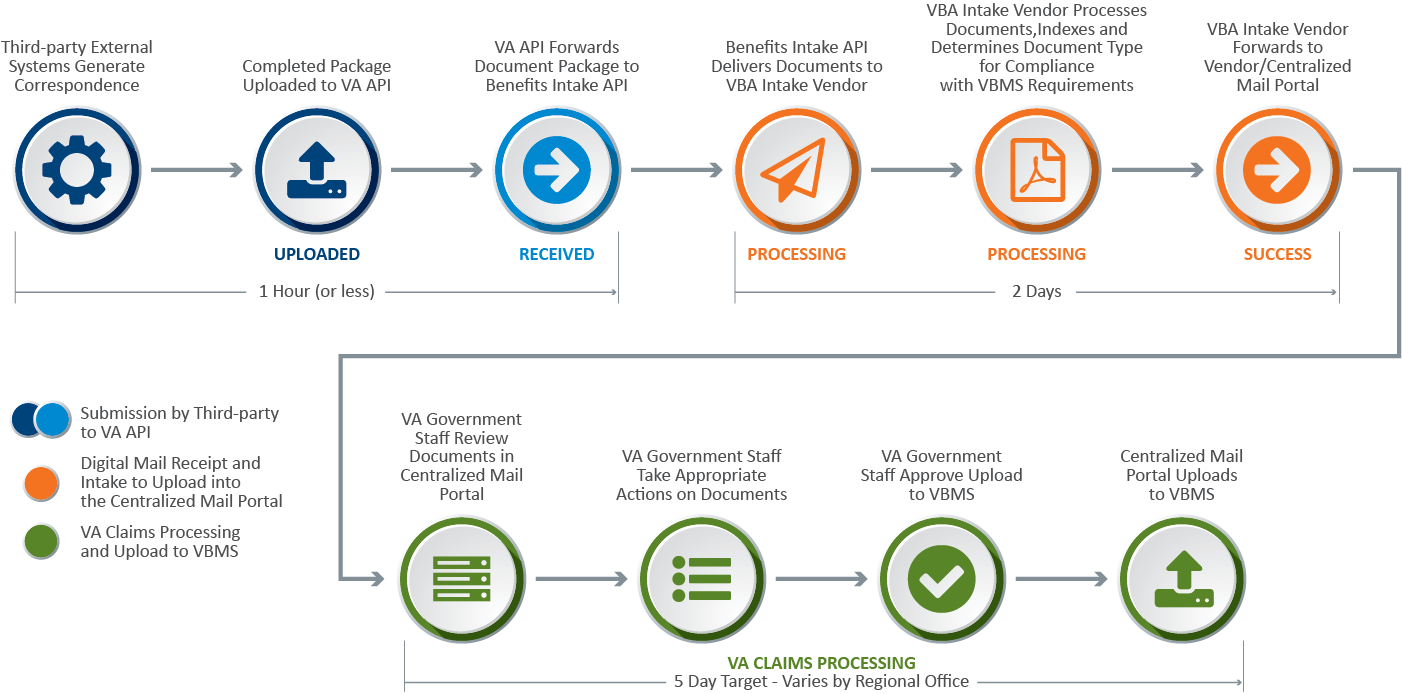 Third-party External
Systems Generate
Correspondence
Completed Package
Uploaded to VA API
VA API Forwards
Document Package to
Benefits Intake API
Benefits Intake API
Delivers Documents to
VBA Intake Vendor
VBA Intake Vendor Processes
Documents,Indexes and
Determines Document Type
for Compliance
with VBMS Requirements
VBA Intake Vendor
Forwards to
Vendor/Centralized
Mail Portal
UPLOADED
RECEIVED
PROCESSING
PROCESSING
SUCCESS
1 Hour (or less)
2 Days
Submission by Third-party
to VA API
Digital Mail Receipt and
Intake to Upload into
the Centralized Mail Portal
VA Claims Processing
and Upload to VBMS
VA Government
Staff Review
Documents in
Centralized Mail
Portal
VA Government Staff
Take Appropriate
Actions on Documents
VA Government
Staff Approve Upload
to VBMS
Centralized Mail
Portal Uploads
to VBMS
VA CLAIMS PROCESSING
5 Day Target - Varies by Regional Office